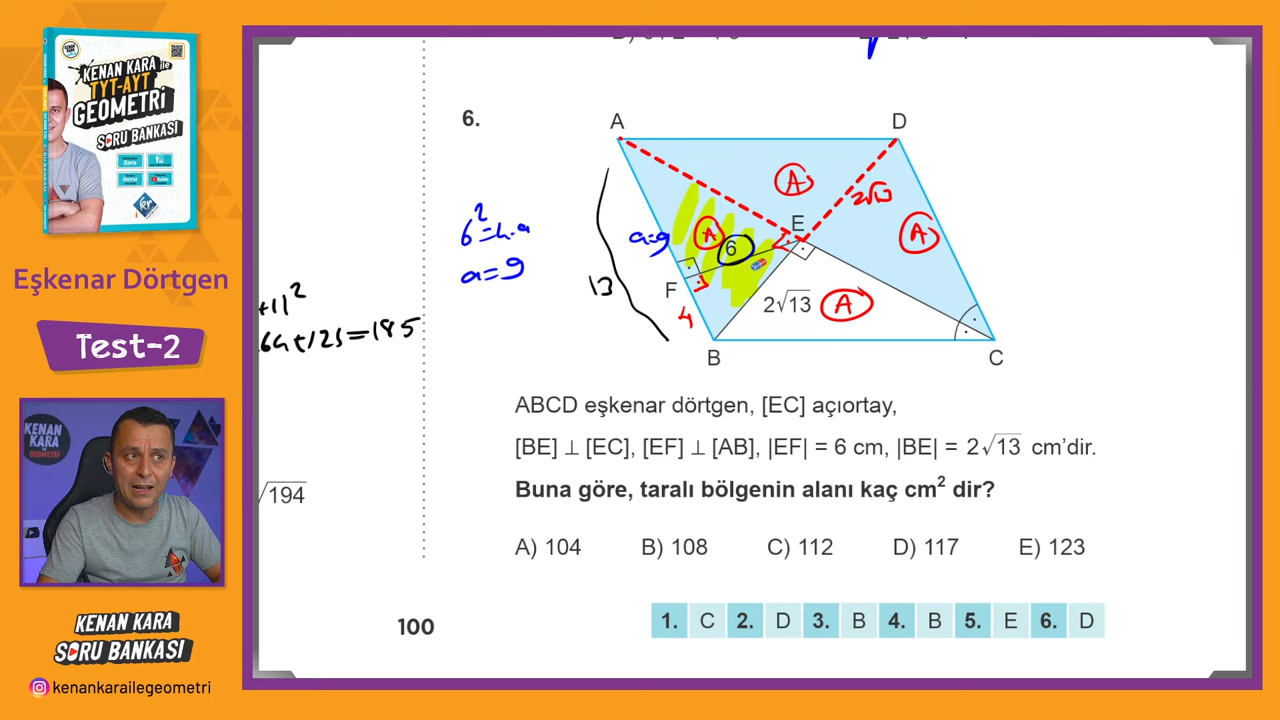 KENAN KARA ile
TYT-AYT
GEOMETRİ
SORU BANKASI
Eşkenar Dörtgen
Test-2
KENAN KARA
SORU BANKASI
kenankarailegeometri
+1)²
64+121=185
√194
100
6.
A
D
A
2√13
A
E
6²=4·a
a=9
A
6
a=9
F
13
4
2√13
A
B
C
ABCD eşkenar dörtgen, [EC] açıortay,
[BE] ⊥ [EC], [EF] ⊥ [AB], |EF| = 6 cm, |BE| = 2√13 cm'dir.
Buna göre, taralı bölgenin alanı kaç cm² dir?
A) 104 B) 108 C) 112 D) 117 E) 123
1. C 2. D 3. B 4. B 5. E 6. D